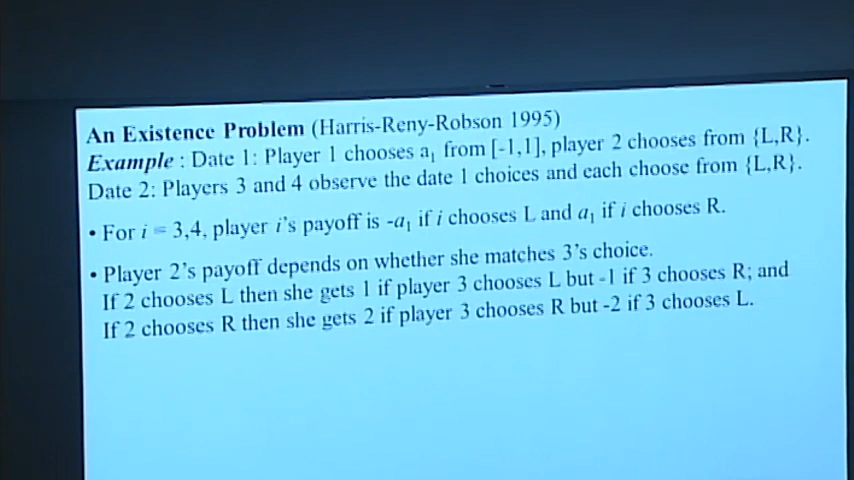 An Existence Problem (Harris-Reny-Robson 1995)
Example : Date 1: Player 1 chooses a₁ from [-1,1], player 2 chooses from {L,R}.
Date 2: Players 3 and 4 observe the date 1 choices and each choose from {L,R}.
• For i = 3,4, player i's payoff is -a₁ if i chooses L and a₁ if i chooses R.
• Player 2's payoff depends on whether she matches 3's choice.
If 2 chooses L then she gets 1 if player 3 chooses L but -1 if 3 chooses R; and
If 2 chooses R then she gets 2 if player 3 chooses R but -2 if 3 chooses L.